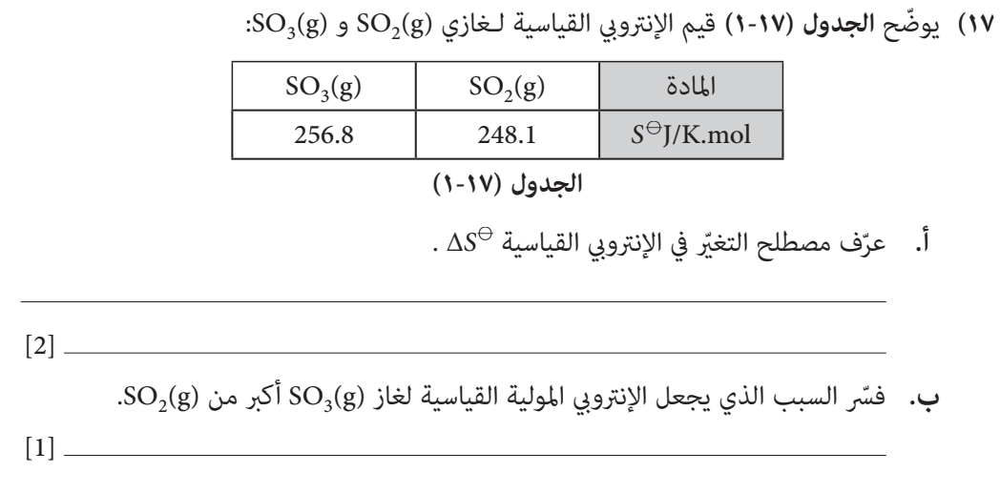 ١٧) يوضّح الجدول (١٧-١) قيم الإنتروبي القياسية لـغازي SO₂(g) و SO₃(g):
المادة SO₂(g) SO₃(g)
S⦵J/K.mol 248.1 256.8
الجدول (١٧-١)
أ. عرّف مصطلح التغيّر في الإنتروبي القياسية ΔS⦵ .
[2]
ب. فسّر السبب الذي يجعل الإنتروبي المولية القياسية لغاز SO₃(g) أكبر من SO₂(g).
[1]